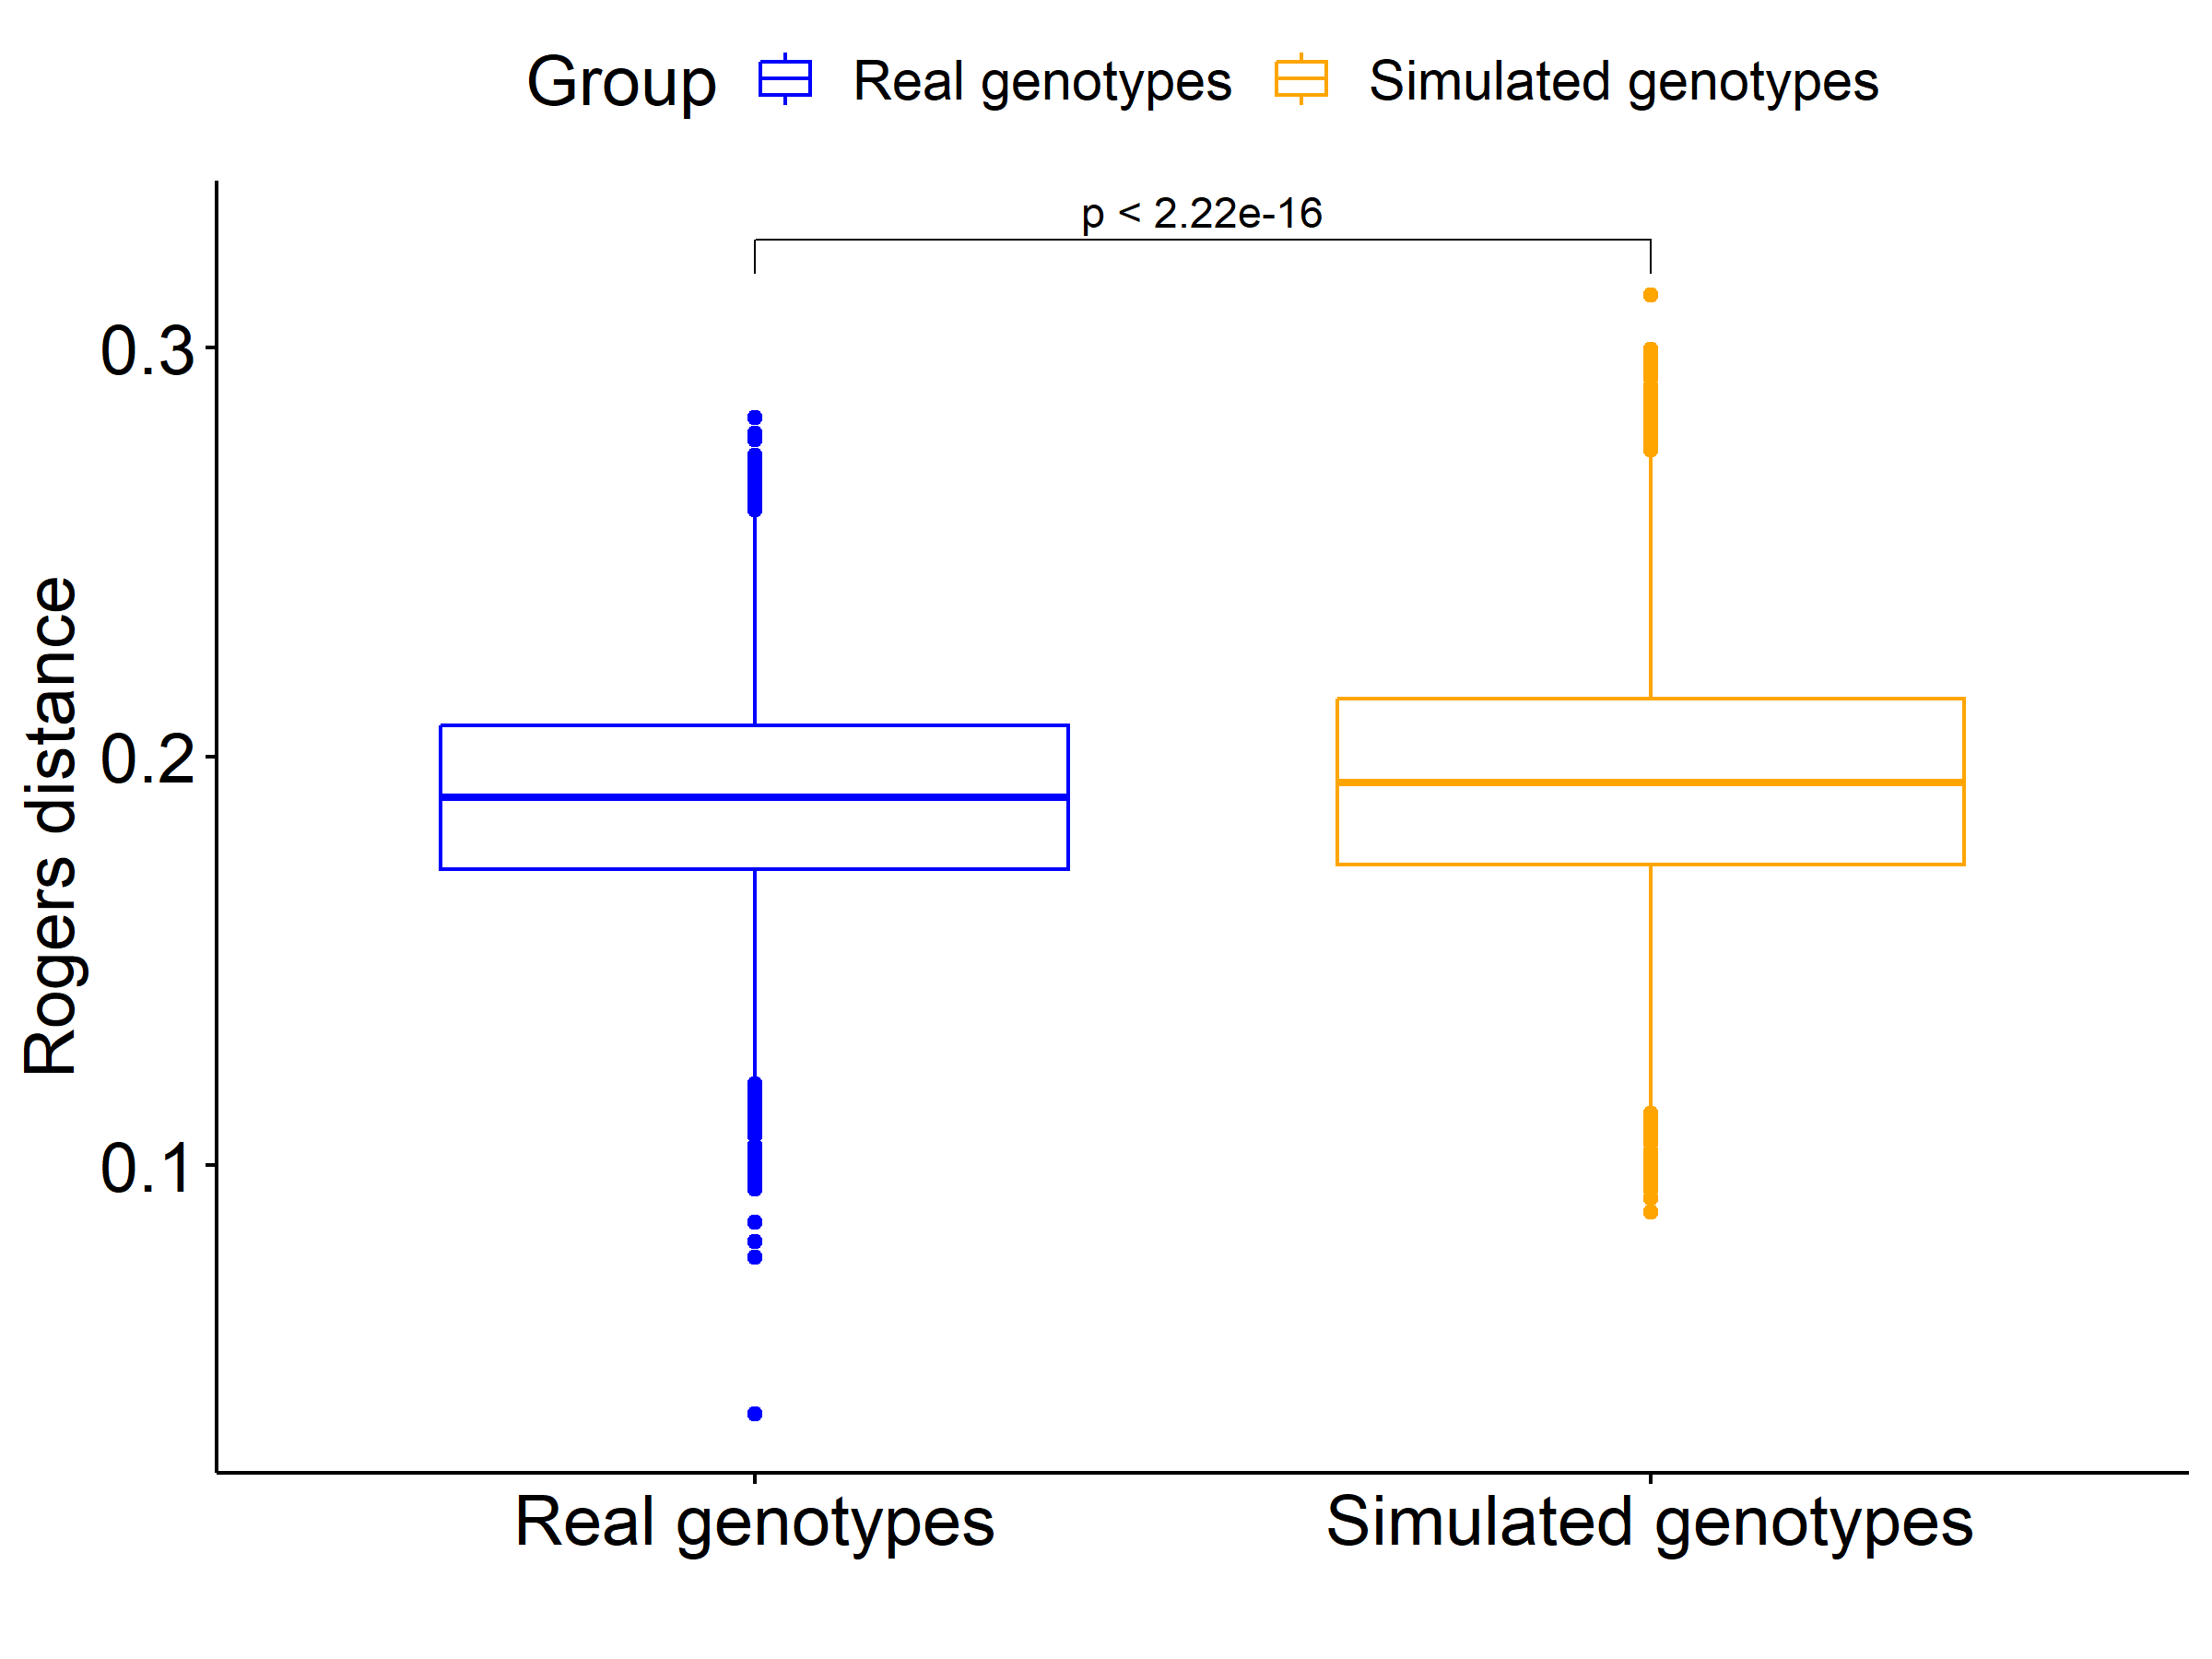 Group Real genotypes Simulated genotypes
p < 2.22e-16
0.3
0.2
0.1
Rogers distance
Real genotypes Simulated genotypes